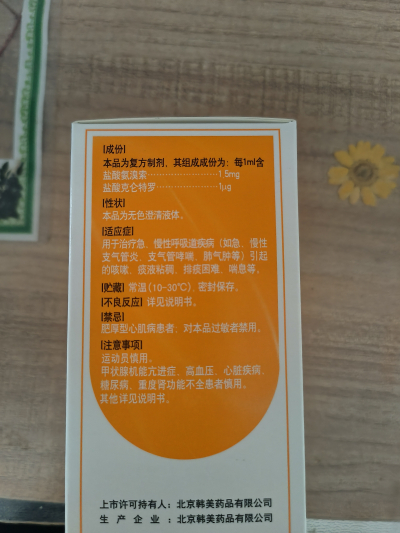 [成份]
本品为复方制剂，其组成成份为：每1ml含
盐酸氨溴索……………………1.5mg
盐酸克仑特罗…………………1μg
[性状]
本品为无色澄清液体。
[适应症]
用于治疗急、慢性呼吸道疾病（如急、慢性
支气管炎、支气管哮喘、肺气肿等）引起
的咳嗽、痰液粘稠、排痰困难、喘息等。
[贮藏] 常温(10-30℃)，密封保存。
[不良反应] 详见说明书。
[禁忌]
肥厚型心肌病患者，对本品过敏者禁用。
[注意事项]
运动员慎用。
甲状腺机能亢进症、高血压、心脏疾病、
糖尿病、重度肾功能不全患者慎用。
其他详见说明书。
上市许可持有人：北京韩美药品有限公司
生 产 企 业：北京韩美药品有限公司